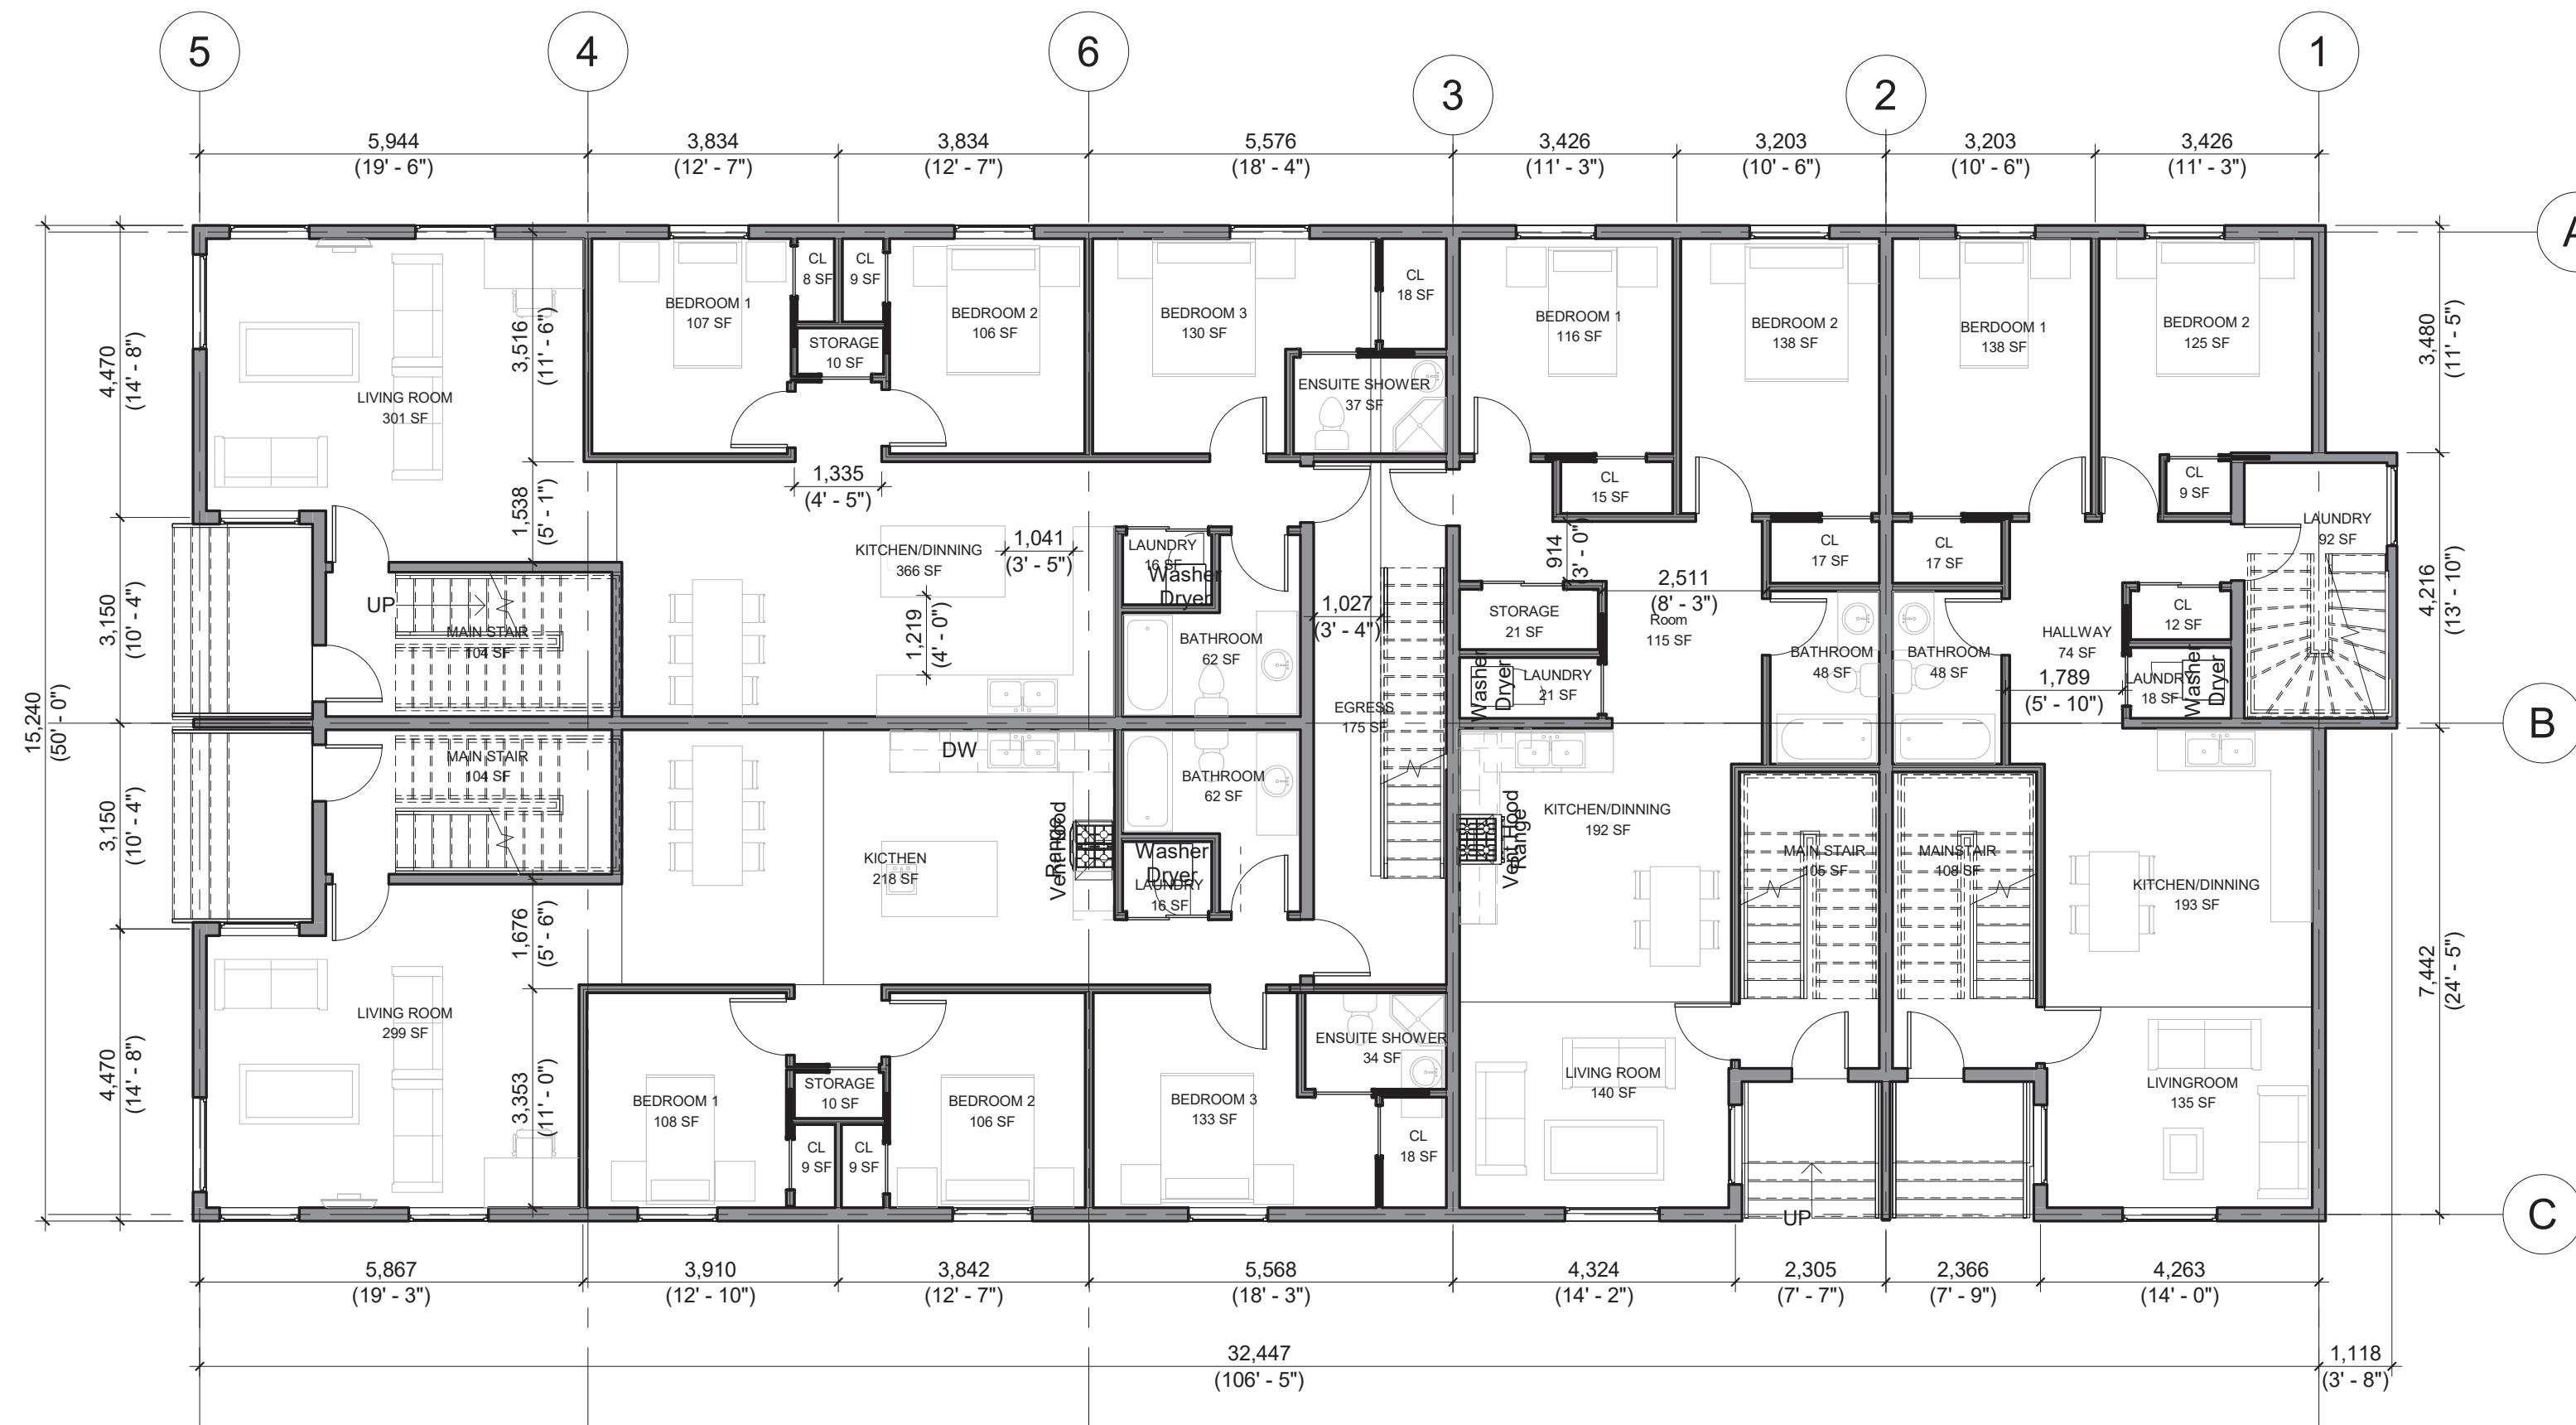 5
4
6
3
2
1
5,944
(19' - 6")
3,834
(12' - 7")
3,834
(12' - 7")
5,576
(18' - 4")
3,426
(11' - 3")
3,203
(10' - 6")
3,203
(10' - 6")
3,426
(11' - 3")
A
B
C
15,240
(50' - 0")
4,470
(14' - 8")
3,150
(10' - 4")
3,150
(10' - 4")
4,470
(14' - 8")
LIVING ROOM
301 SF
3,516
(11' - 6")
1,538
(5' - 1")
BEDROOM 1
107 SF
CL
8 SF
CL
9 SF
STORAGE
10 SF
BEDROOM 2
106 SF
BEDROOM 3
130 SF
CL
18 SF
ENSUITE SHOWER
37 SF
BEDROOM 1
116 SF
BEDROOM 2
138 SF
BERDOOM 1
138 SF
BEDROOM 2
125 SF
3,480
(11' - 5")
4,216
(13' - 10")
7,442
(24' - 5")
1,335
(4' - 5")
CL
15 SF
CL
9 SF
LAUNDRY
92 SF
KITCHEN/DINNING
366 SF
1,041
(3' - 5")
1,219
(4' - 0")
LAUNDRY
16 SF
Washer
Dryer
BATHROOM
62 SF
1,027
(3' - 4")
EGRESS
175 SF
914
(3' - 0")
STORAGE
21 SF
2,511
(8' - 3")
Room
115 SF
CL
17 SF
CL
17 SF
LAUNDRY
21 SF
Washer
Dryer
BATHROOM
48 SF
BATHROOM
48 SF
HALLWAY
74 SF
1,789
(5' - 10")
CL
12 SF
LAUNDRY
18 SF
Washer
Dryer
UP
MAIN STAIR
104 SF
MAIN STAIR
104 SF
DW
KICTHEN
218 SF
Range
Vent Hood
BATHROOM
62 SF
Washer
Dryer
LAUNDRY
16 SF
Vent Hood
Range
KITCHEN/DINNING
192 SF
MAIN STAIR
105 SF
MAINSTAIR
108 SF
KITCHEN/DINNING
193 SF
1,676
(5' - 6")
3,353
(11' - 0")
LIVING ROOM
299 SF
BEDROOM 1
108 SF
STORAGE
10 SF
CL
9 SF
CL
9 SF
BEDROOM 2
106 SF
BEDROOM 3
133 SF
ENSUITE SHOWER
34 SF
CL
18 SF
LIVING ROOM
140 SF
UP
LIVINGROOM
135 SF
5,867
(19' - 3")
3,910
(12' - 10")
3,842
(12' - 7")
5,568
(18' - 3")
4,324
(14' - 2")
2,305
(7' - 7")
2,366
(7' - 9")
4,263
(14' - 0")
32,447
(106' - 5")
1,118
(3' - 8")